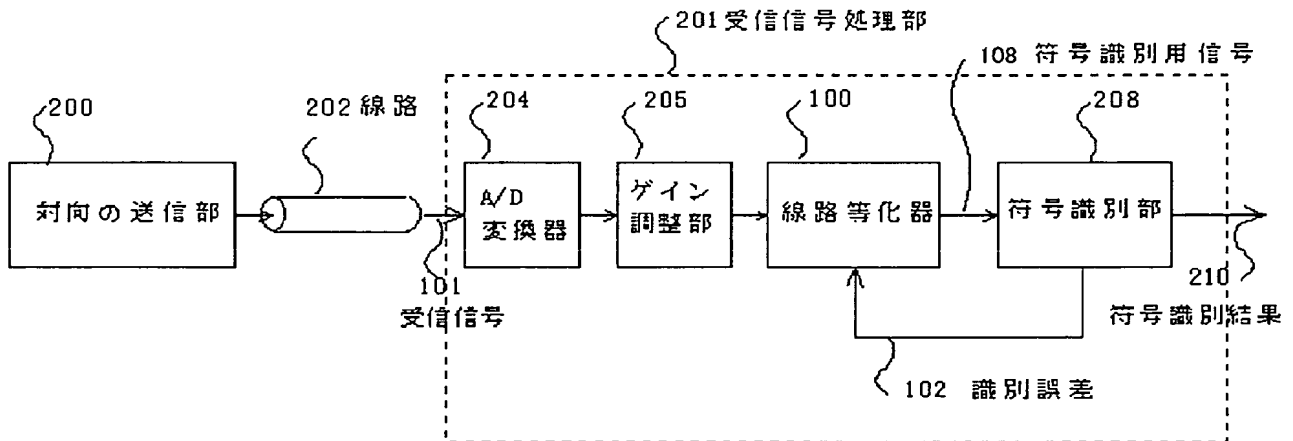 201受信信号処理部
108 符号識別用信号
200
202線路
204
205
100
208
対向の送信部
A/D
変換器
ゲイン
調整部
線路等化器
符号識別部
101
受信信号
210
符号識別結果
102 識別誤差